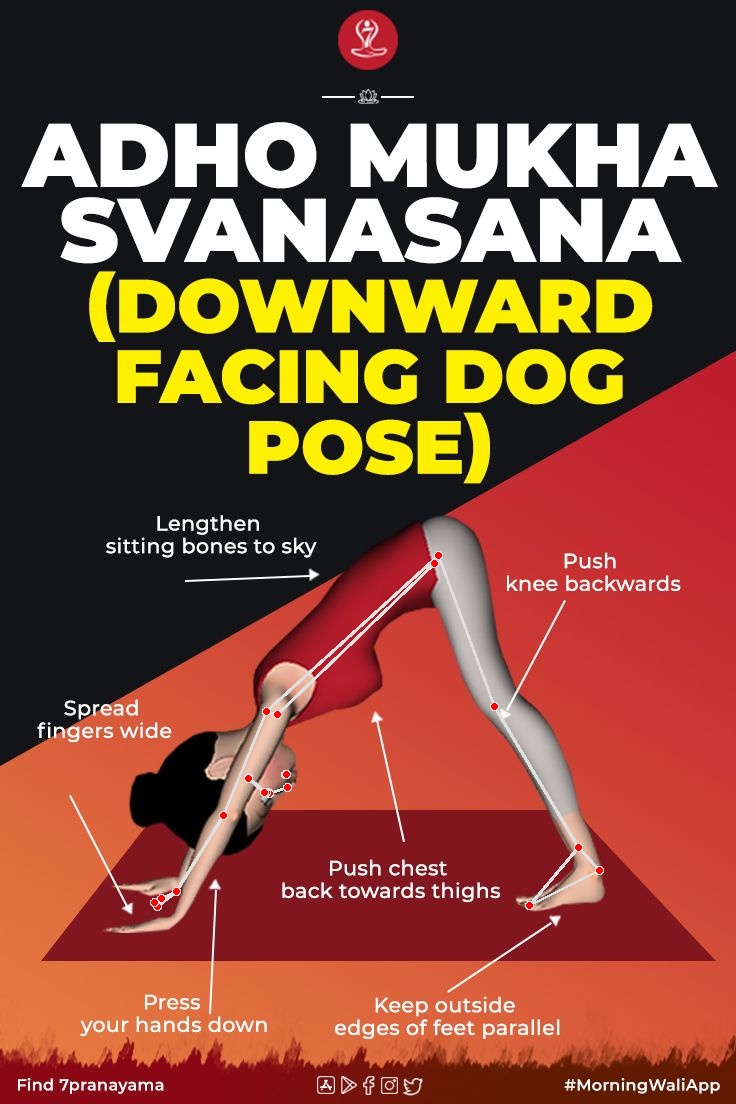 ADHO MUKHA
SVANASANA
(DOWNWARD
FACING DOG
POSE)
Lengthen
sitting bones to sky
Push
knee backwards
Spread
fingers wide
Push chest
back towards thighs
Press
your hands down
Keep outside
edges of feet parallel
Find 7pranayama
#MorningWaliApp